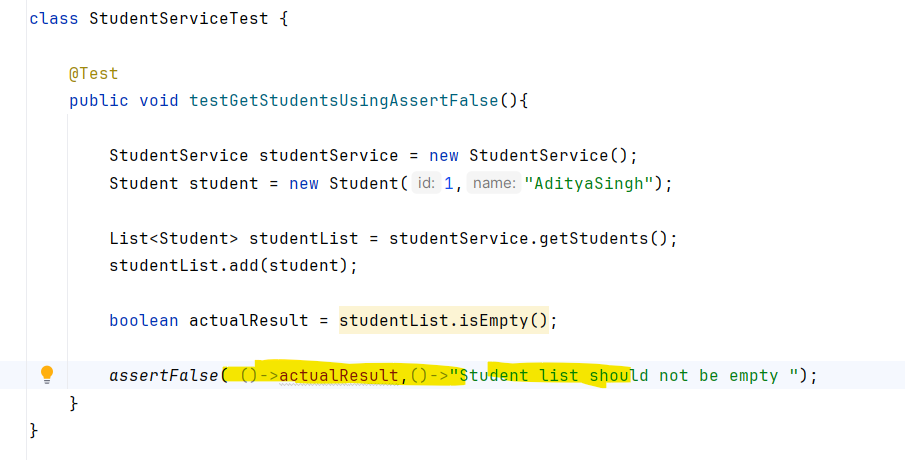 class StudentServiceTest {
@Test
public void testGetStudentsUsingAssertFalse(){
StudentService studentService = new StudentService();
Student student = new Student( id: 1, name: "AdityaSingh");
List<Student> studentList = studentService.getStudents();
studentList.add(student);
boolean actualResult = studentList.isEmpty();
assertFalse( ()->actualResult,()->"Student list should not be empty ");
}
}